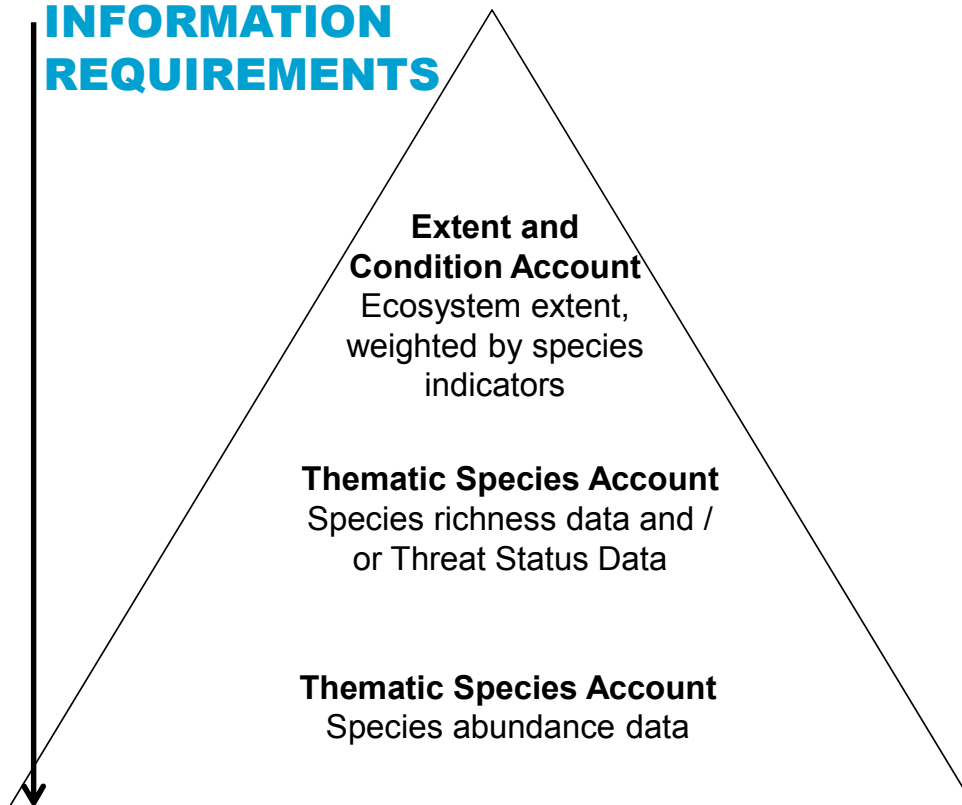 INFORMATION
REQUIREMENTS
Extent and
Condition Account
Ecosystem extent,
weighted by species
indicators
Thematic Species Account
Species richness data and /
or Threat Status Data
Thematic Species Account
Species abundance data